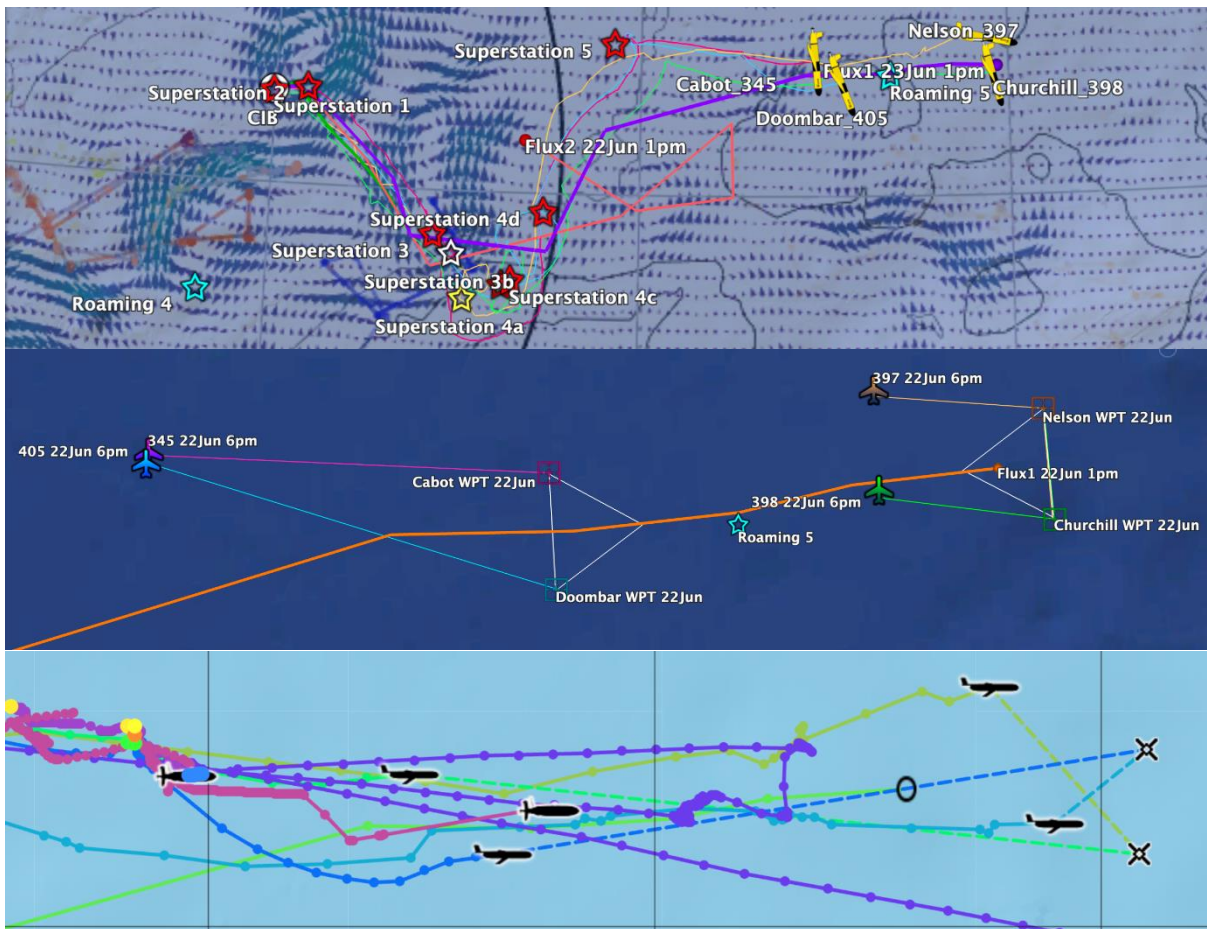 Nelson_397
Superstation 5
Cabot_345
Flux1 23Jun 1pm
Superstation 2
Superstation 1
Roaming 5
Churchill_398
CIB
Doombar_405
Flux2 22Jun 1pm
Superstation 4d
Superstation 3
Superstation 3b
Roaming 4
Superstation 4c
Superstation 4a
397 22Jun 6pm
405 22Jun 6pm
345 22Jun 6pm
Nelson WPT 22Jun
Cabot WPT 22Jun
Flux1 22Jun 1pm
398 22Jun 6pm
Churchill WPT 22Jun
Roaming 5
Doombar WPT 22Jun